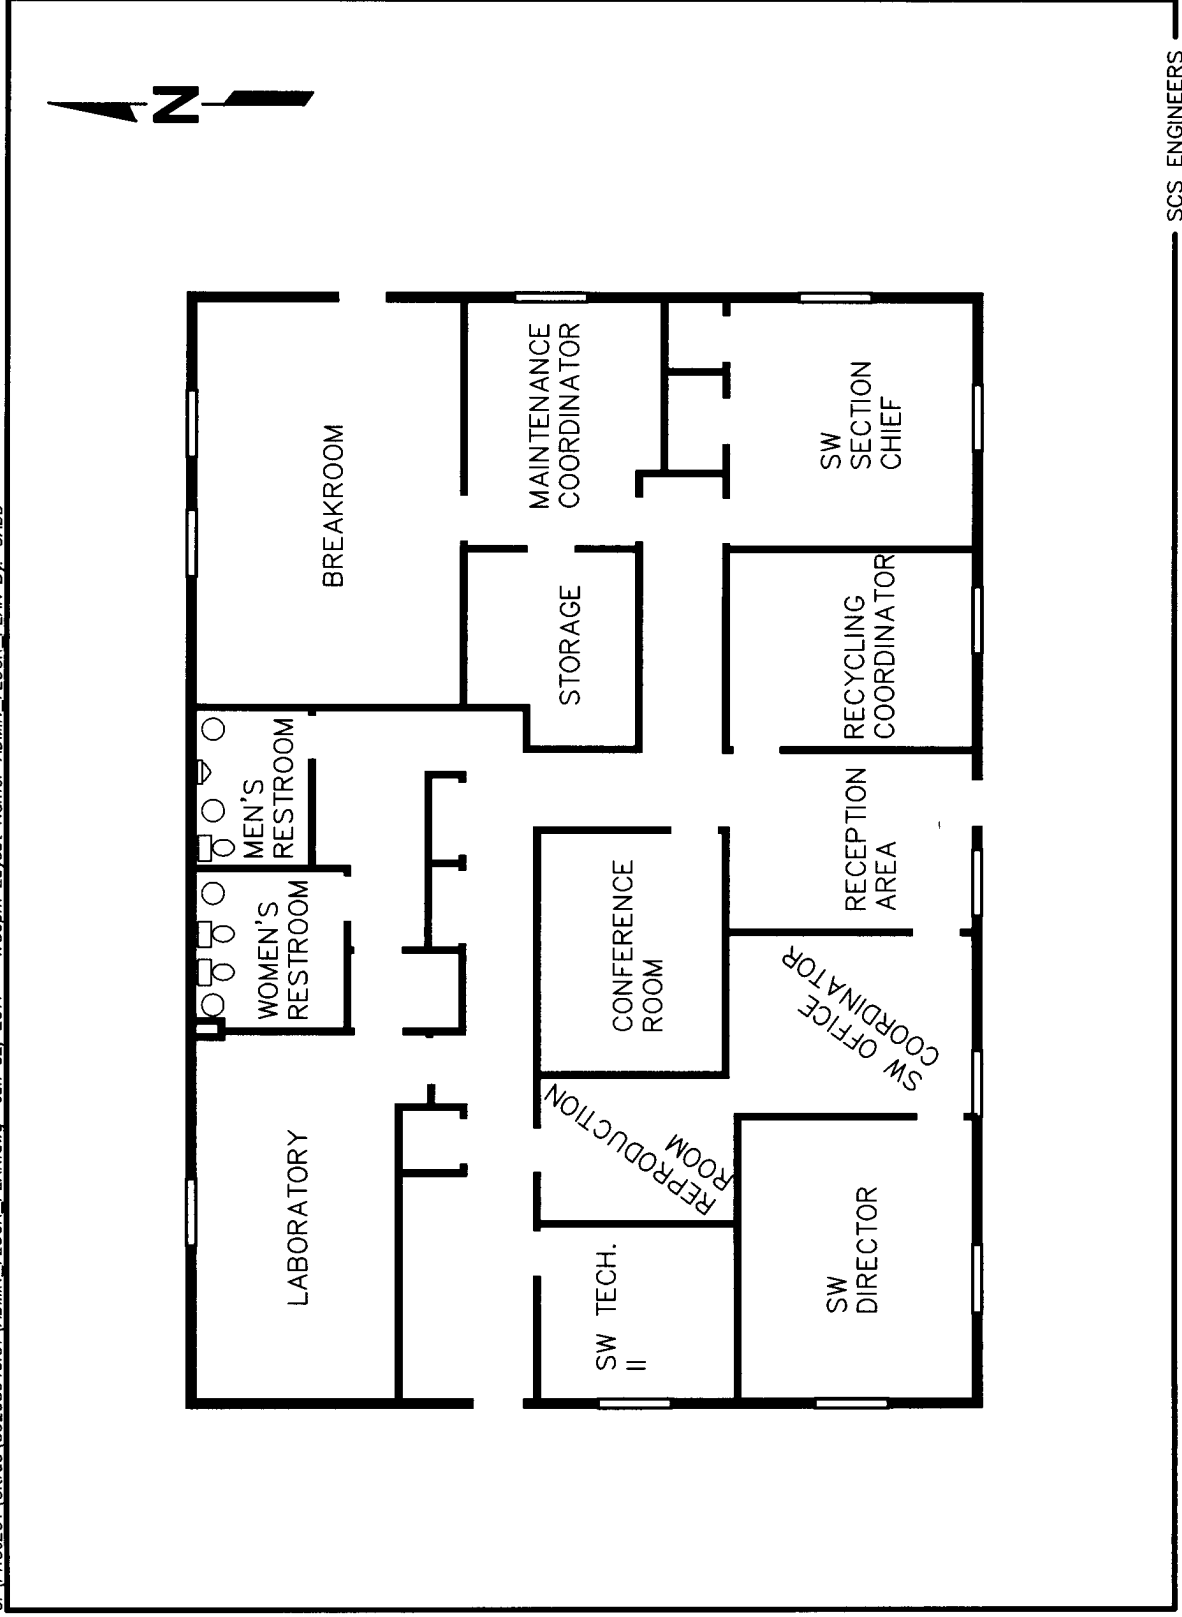 N
BREAKROOM
MAINTENANCE
COORDINATOR
SW
SECTION
CHIEF
STORAGE
RECYCLING
COORDINATOR
MEN'S
RESTROOM
WOMEN'S
RESTROOM
RECEPTION
AREA
CONFERENCE
ROOM
SW OFFICE
COORDINATOR
REPRODUCTION
ROOM
LABORATORY
SW TECH.
II
SW
DIRECTOR
SCS ENGINEERS